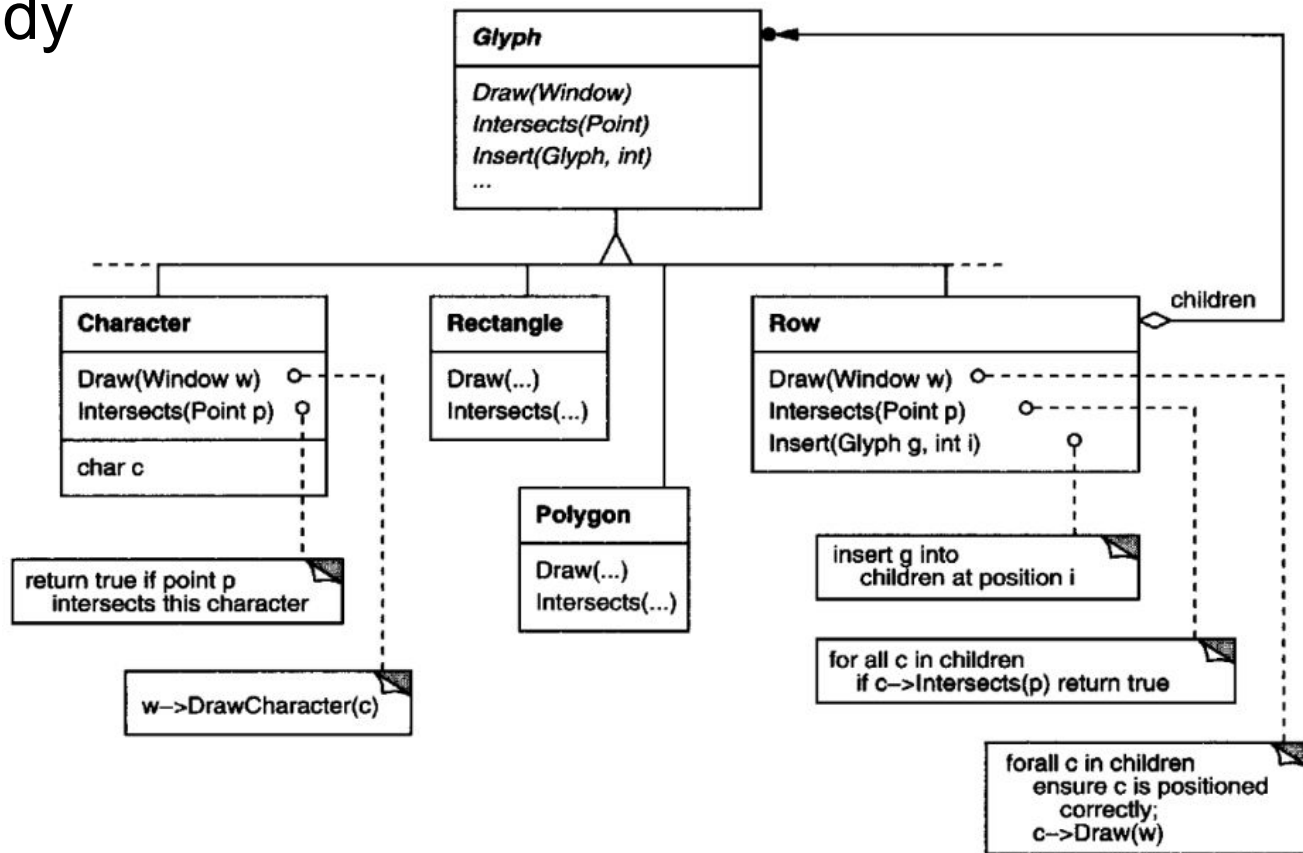 dy
Glyph
Draw(Window)
Intersects(Point)
Insert(Glyph, int)
...
children
Character
Draw(Window w)
Intersects(Point p)
char c
Rectangle
Draw(...)
Intersects(...)
Row
Draw(Window w)
Intersects(Point p)
Insert(Glyph g, int i)
Polygon
Draw(...)
Intersects(...)
return true if point p
intersects this character
w->DrawCharacter(c)
insert g into
children at position i
for all c in children
if c->Intersects(p) return true
forall c in children
ensure c is positioned
correctly;
c->Draw(w)